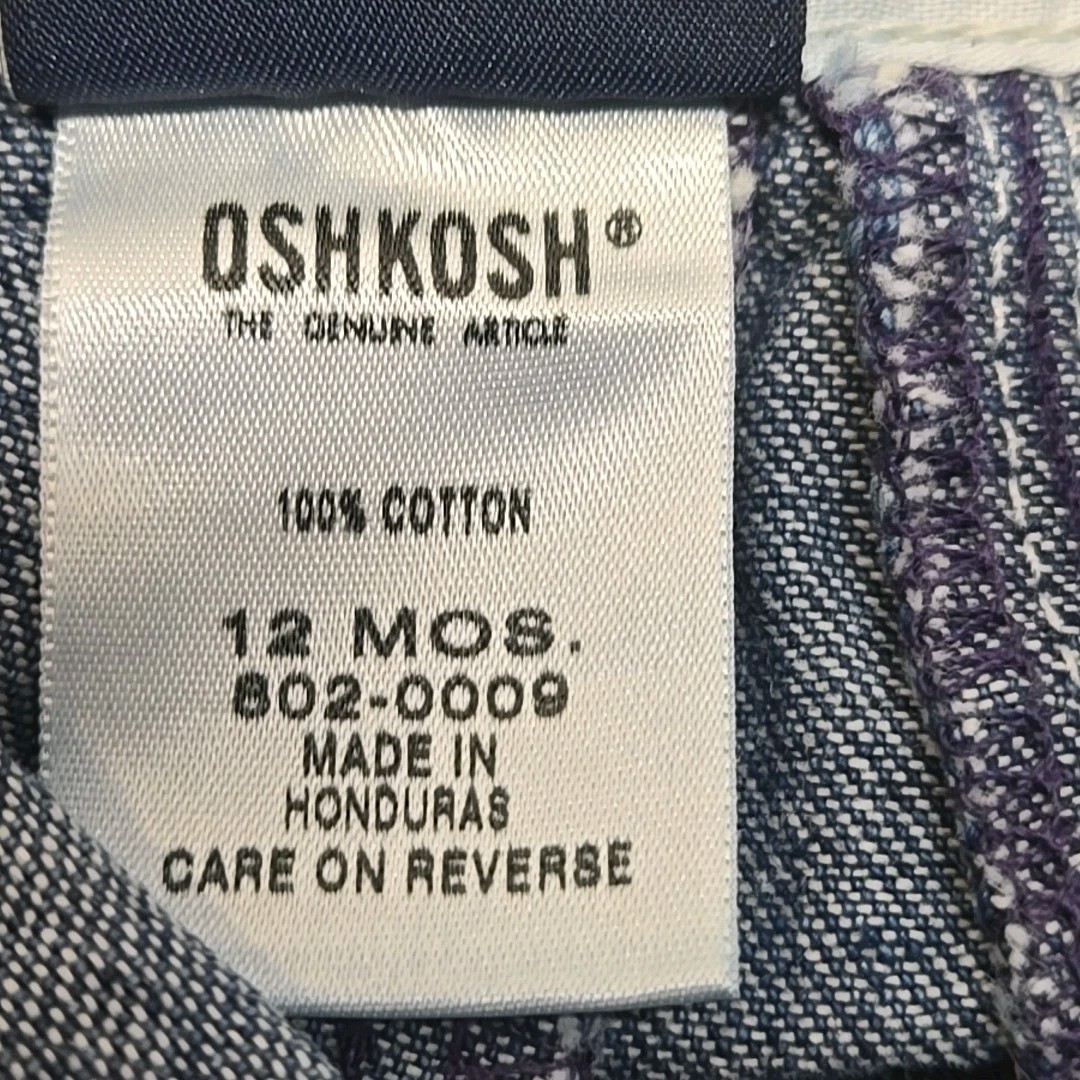 OSHKOSH®
THE GENUINE ARTICLE
100% COTTON
12 MOS.
802-0009
MADE IN
HONDURAS
CARE ON REVERSE